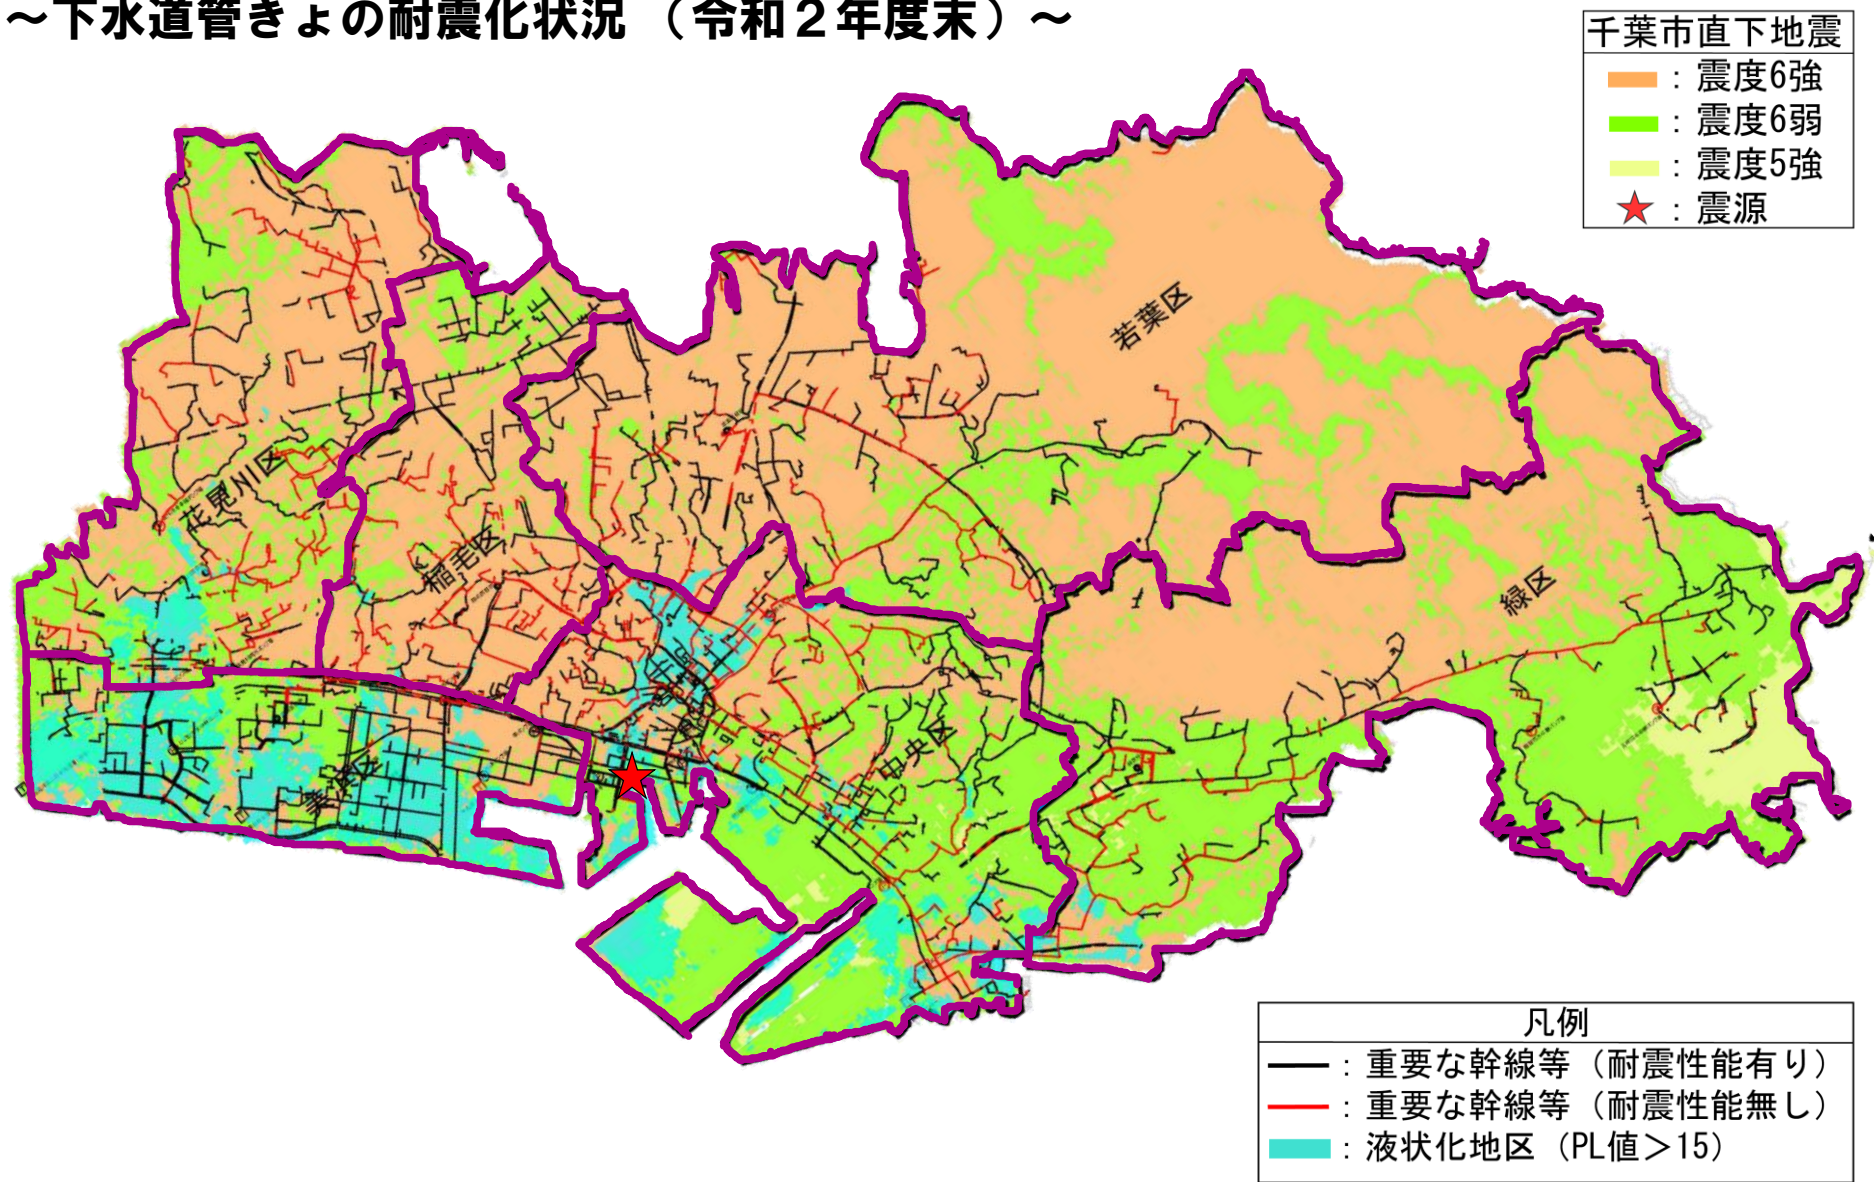 ～下水道管きょの耐震化状況（令和２年度末）～
千葉市直下地震
：震度6強
：震度6弱
：震度5強
：震源
若葉区
花見川区
稲毛区
緑区
中央区
美浜区
凡例
：重要な幹線等（耐震性能有り）
：重要な幹線等（耐震性能無し）
：液状化地区（PL値＞15）